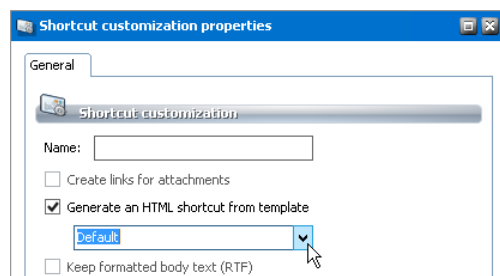 Shortcut customization properties
General
Shortcut customization
Name:
Create links for attachments
Generate an HTML shortcut from template
Default
Keep formatted body text (RTF)